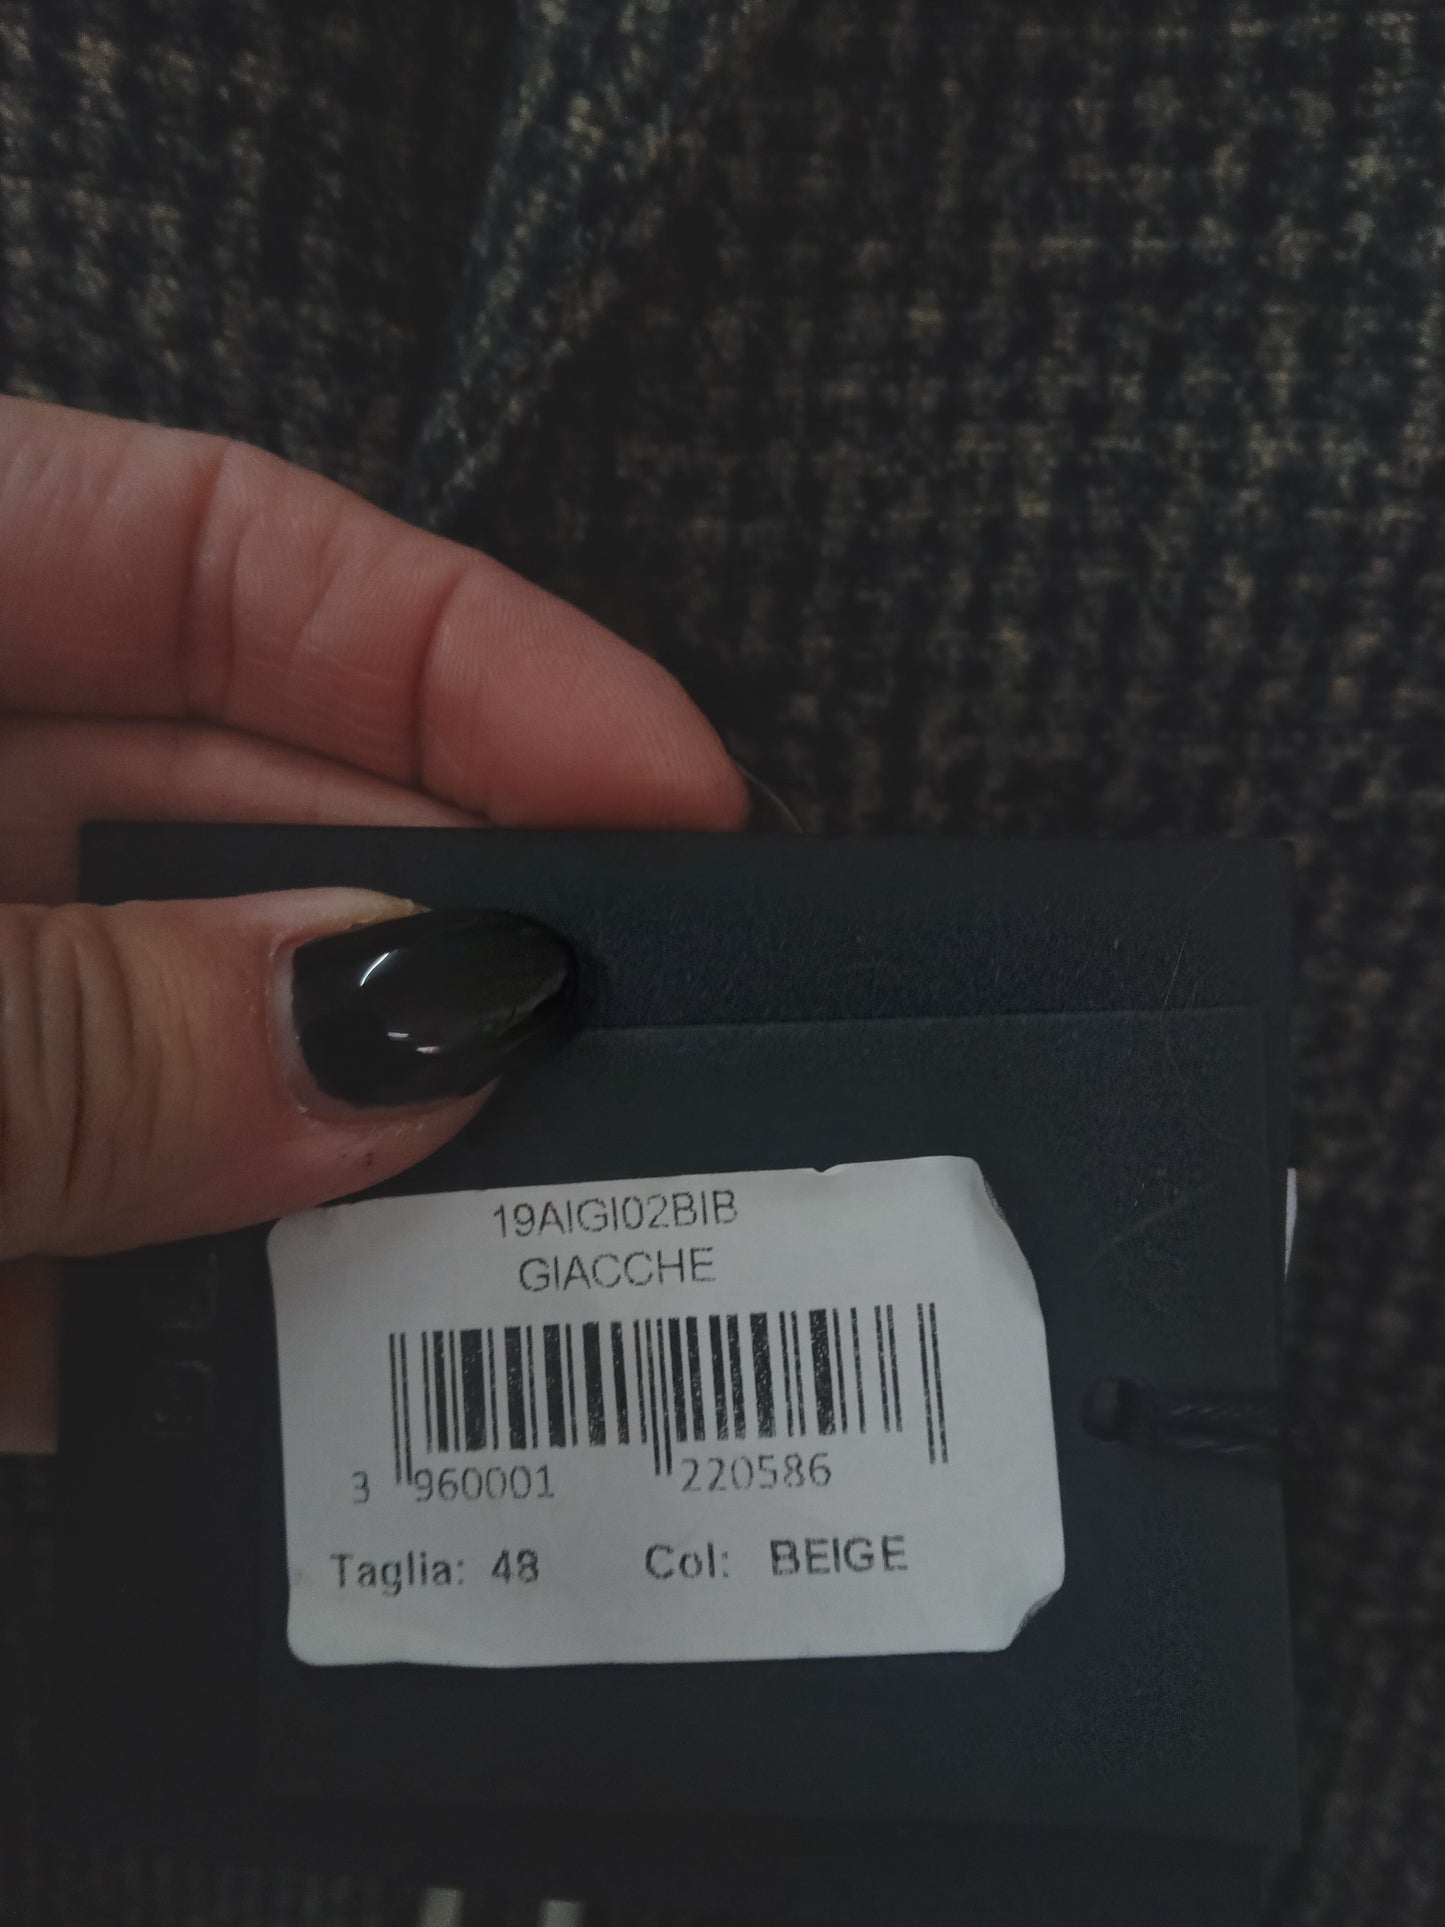 19AIGI02BIB
GIACCHE
3 960001 220586
Taglia: 48 Col: BEIGE